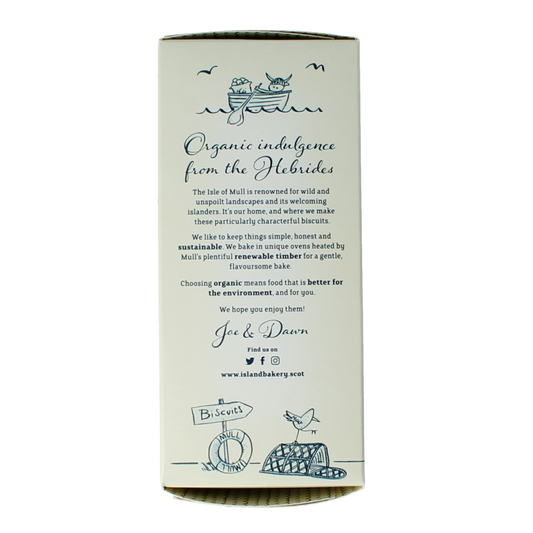 Organic indulgence
from the Hebrides
The Isle of Mull is renowned for wild and
unspoilt landscapes and its welcoming
islanders. It's our home, and where we make
these particularly characterful biscuits.
We like to keep things simple, honest and
sustainable. We bake in unique ovens heated by
Mull's plentiful renewable timber for a gentle,
flavoursome bake.
Choosing organic means food that is better for
the environment, and for you.
We hope you enjoy them!
Joe & Dawn
Find us on
www.islandbakery.scot
Biscuits
MULL
MULL